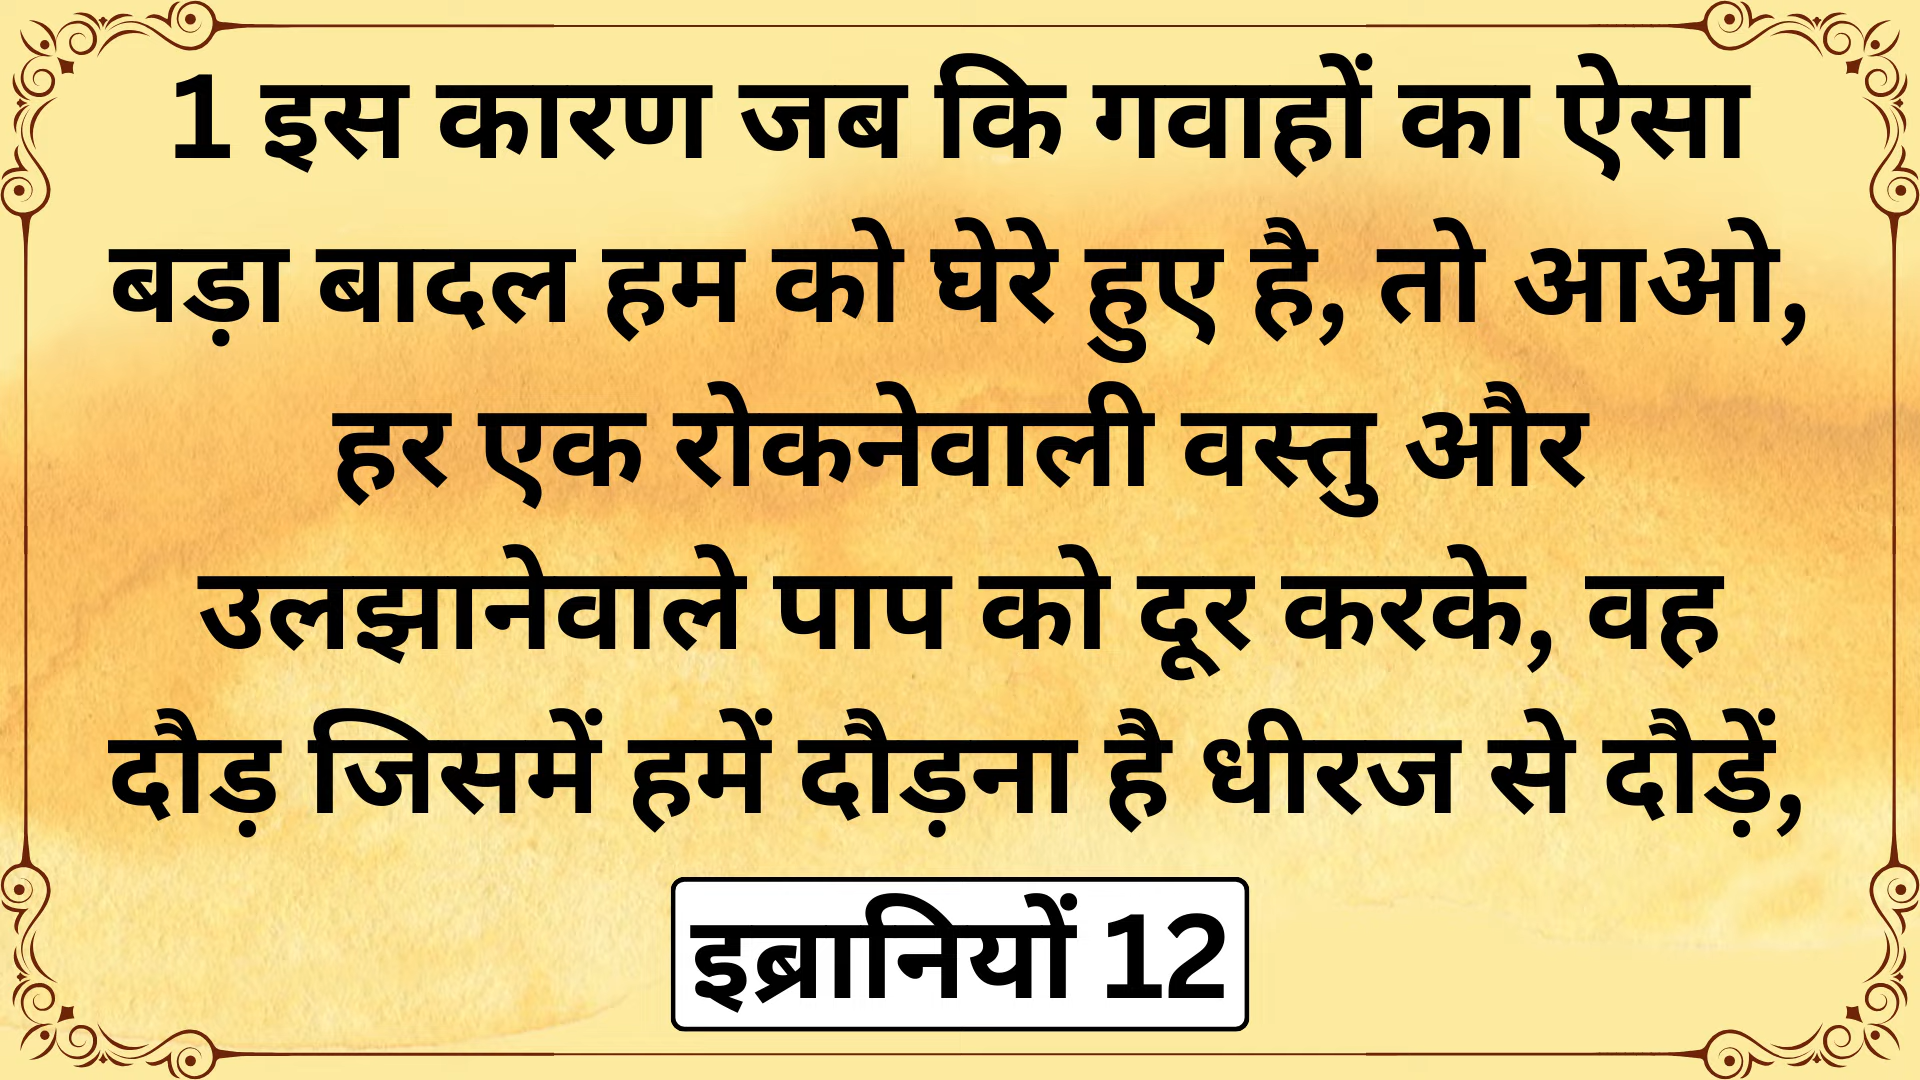 1 इस कारण जब कि गवाहों का ऐसा
बड़ा बादल हम को घेरे हुए है, तो आओ,
हर एक रोकनेवाली वस्तु और
उलझानेवाले पाप को दूर करके, वह
दौड़ जिसमें हमें दौड़ना है धीरज से दौड़ें,
इब्रानियों 12